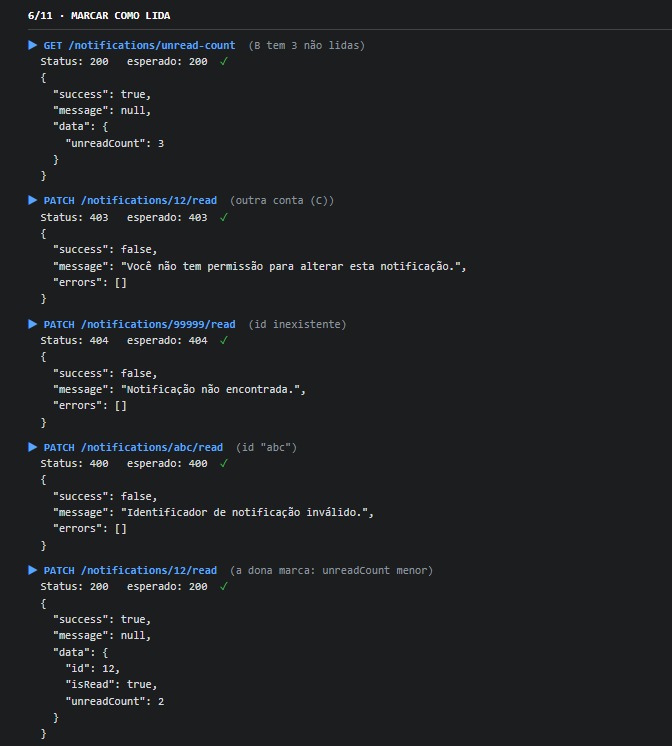 6/11 · MARCAR COMO LIDA
▶ GET /notifications/unread-count (B tem 3 não lidas)
Status: 200 esperado: 200 ✓
{
"success": true,
"message": null,
"data": {
"unreadCount": 3
}
}
▶ PATCH /notifications/12/read (outra conta (C))
Status: 403 esperado: 403 ✓
{
"success": false,
"message": "Você não tem permissão para alterar esta notificação.",
"errors": []
}
▶ PATCH /notifications/99999/read (id inexistente)
Status: 404 esperado: 404 ✓
{
"success": false,
"message": "Notificação não encontrada.",
"errors": []
}
▶ PATCH /notifications/abc/read (id "abc")
Status: 400 esperado: 400 ✓
{
"success": false,
"message": "Identificador de notificação inválido.",
"errors": []
}
▶ PATCH /notifications/12/read (a dona marca: unreadCount menor)
Status: 200 esperado: 200 ✓
{
"success": true,
"message": null,
"data": {
"id": 12,
"isRead": true,
"unreadCount": 2
}
}